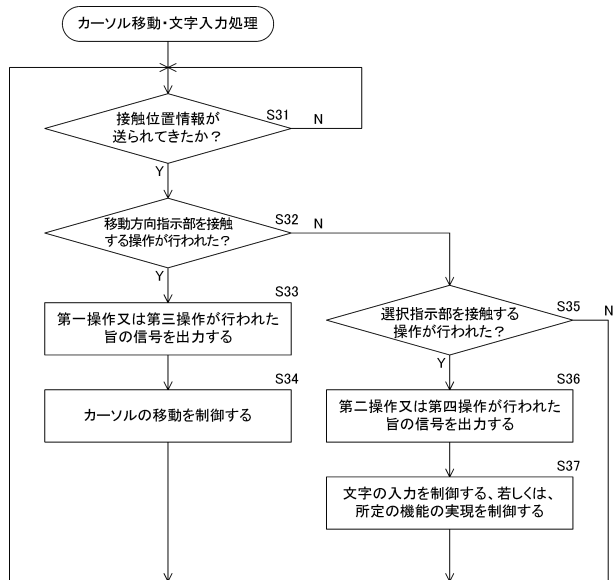 カーソル移動・文字入力処理
接触位置情報が
送られてきたか？
S31
N
Y
移動方向指示部を接触
する操作が行われた？
S32
N
Y
S33
第一操作又は第三操作が行われた
旨の信号を出力する
S34
カーソルの移動を制御する
選択指示部を接触する
操作が行われた？
S35
N
Y
S36
第二操作又は第四操作が行われた
旨の信号を出力する
S37
文字の入力を制御する、若しくは、
所定の機能の実現を制御する